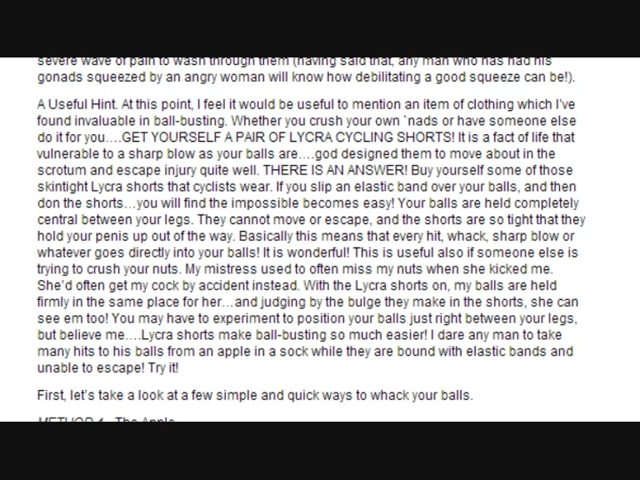 severe wave of pain to wash through them (having said that, any man who has had his
gonads squeezed by an angry woman will know how debilitating a good squeeze can be!).
A Useful Hint. At this point, I feel it would be useful to mention an item of clothing which I've
found invaluable in ball-busting. Whether you crush your own `nads or have someone else
do it for you….GET YOURSELF A PAIR OF LYCRA CYCLING SHORTS! It is a fact of life that
vulnerable to a sharp blow as your balls are….god designed them to move about in the
scrotum and escape injury quite well. THERE IS AN ANSWER! Buy yourself some of those
skintight Lycra shorts that cyclists wear. If you slip an elastic band over your balls, and then
don the shorts…you will find the impossible becomes easy! Your balls are held completely
central between your legs. They cannot move or escape, and the shorts are so tight that they
hold your penis up out of the way. Basically this means that every hit, whack, sharp blow or
whatever goes directly into your balls! It is wonderful! This is useful also if someone else is
trying to crush your nuts. My mistress used to often miss my nuts when she kicked me.
She'd often get my cock by accident instead. With the Lycra shorts on, my balls are held
firmly in the same place for her…and judging by the bulge they make in the shorts, she can
see em too! You may have to experiment to position your balls just right between your legs,
but believe me….Lycra shorts make ball-busting so much easier! I dare any man to take
many hits to his balls from an apple in a sock while they are bound with elastic bands and
unable to escape! Try it!
First, let's take a look at a few simple and quick ways to whack your balls.
METHOD 1 - The Apple